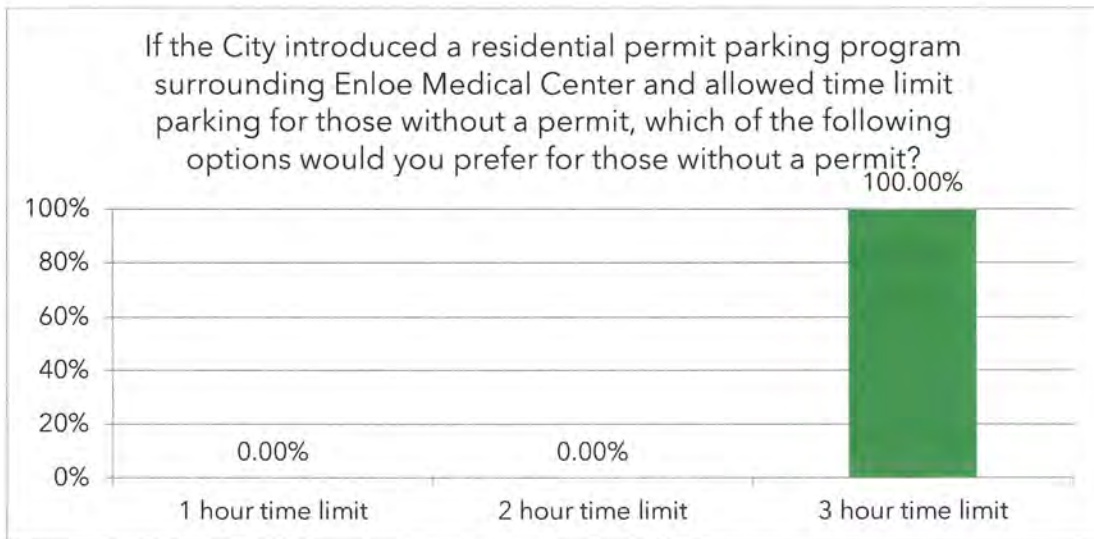 If the City introduced a residential permit parking program
surrounding Enloe Medical Center and allowed time limit
parking for those without a permit, which of the following
options would you prefer for those without a permit?
100.00%
100%
80%
60%
40%
20%
0%
0.00%
0.00%
1 hour time limit
2 hour time limit
3 hour time limit